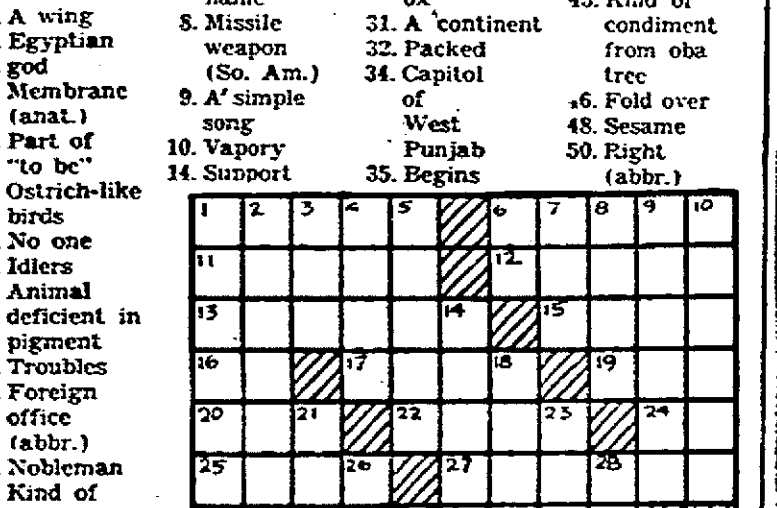 A wing
Egyptian
god
Membrane
(anat.)
Part of
"to be"
Ostrich-like
birds
No one
Idlers
Animal
deficient in
pigment
Troubles
Foreign
office
(abbr.)
Nobleman
Kind of
name
8. Missile
weapon
(So. Am.)
9. A simple
song
10. Vapory
14. Support
ox
31. A continent
32. Packed
34. Capitol
of
West
Punjab
35. Begins
Kind of
condiment
from oba
tree
46. Fold over
48. Sesame
50. Right
(abbr.)
1 2 3 4 5 6 7 8 9 10
11 12
13 14 15
16 17 18 19
20 21 22 23 24
25 26 27 28